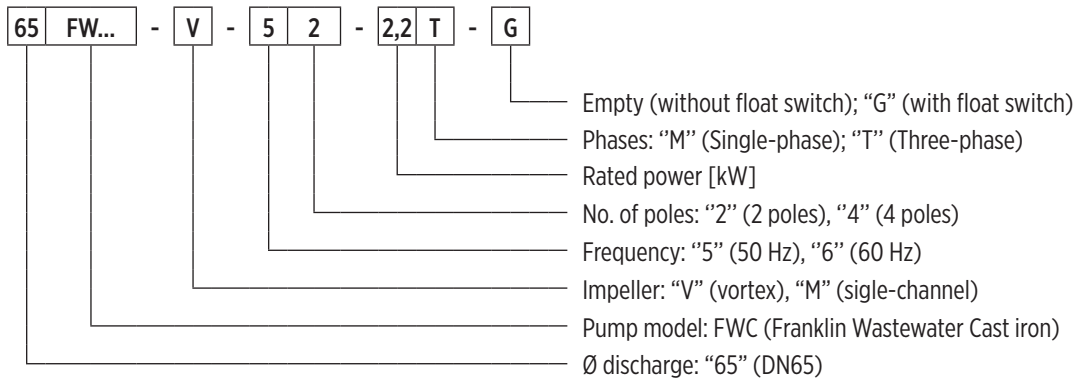 65 FW... - V - 5 2 - 2,2 T - G
Empty (without float switch); “G” (with float switch)
Phases: ‘’M’’ (Single-phase); ‘’T’’ (Three-phase)
Rated power [kW]
No. of poles: ‘’2’’ (2 poles), ‘’4’’ (4 poles)
Frequency: ‘’5’’ (50 Hz), ‘’6’’ (60 Hz)
Impeller: “V” (vortex), “M” (sigle-channel)
Pump model: FWC (Franklin Wastewater Cast iron)
Ø discharge: “65” (DN65)